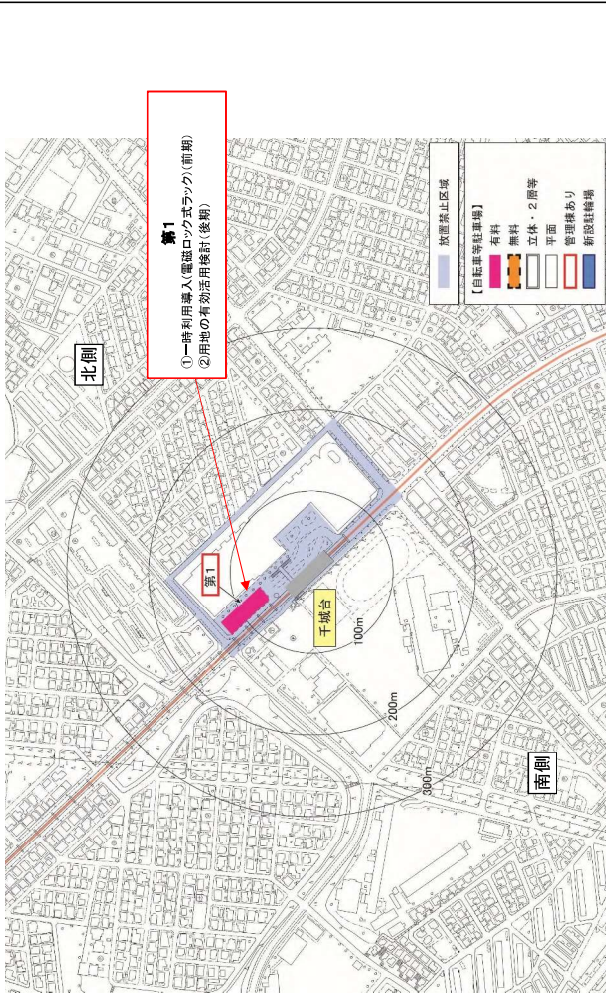 第1
①一時利用導入(電磁ロック式ラック)(前期)
②用地の有効活用検討(後期)
北側
第1
千城台
100m
200m
300m
南側
放置禁止区域
【自転車等駐車場】
有料
無料
立体・2層等
平面
管理棟あり
新設駐輪場